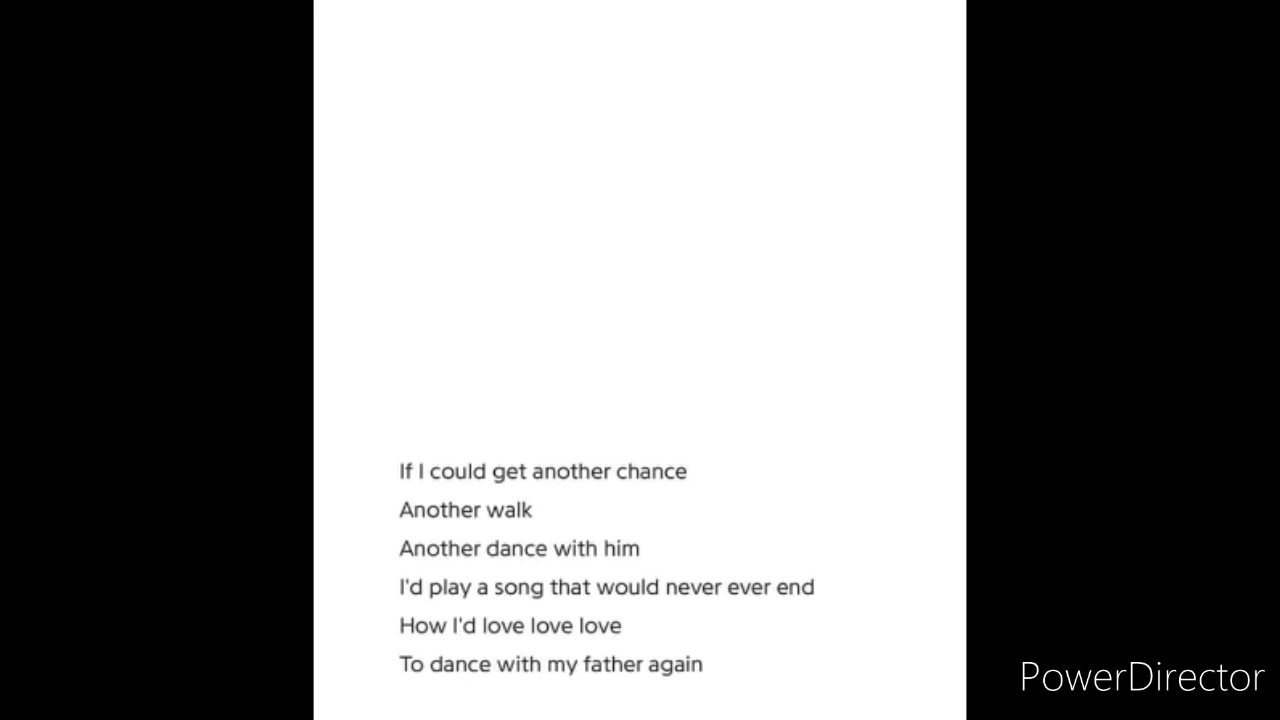 If I could get another chance
Another walk
Another dance with him
I'd play a song that would never ever end
How I'd love love love
To dance with my father again
PowerDirector